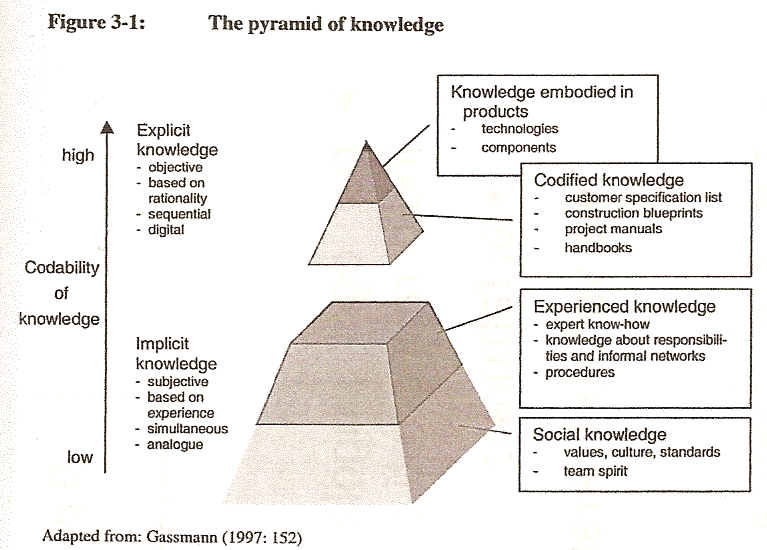 Figure 3-1: The pyramid of knowledge
high
Codability
of
knowledge
low
Explicit
knowledge
- objective
- based on
rationality
- sequential
- digital
Implicit
knowledge
- subjective
- based on
experience
- simultaneous
- analogue
Knowledge embodied in
products
- technologies
- components
Codified knowledge
- customer specification list
- construction blueprints
- project manuals
- handbooks
Experienced knowledge
- expert know-how
- knowledge about responsibili-
ties and informal networks
- procedures
Social knowledge
- values, culture, standards
- team spirit
Adapted from: Gassmann (1997: 152)